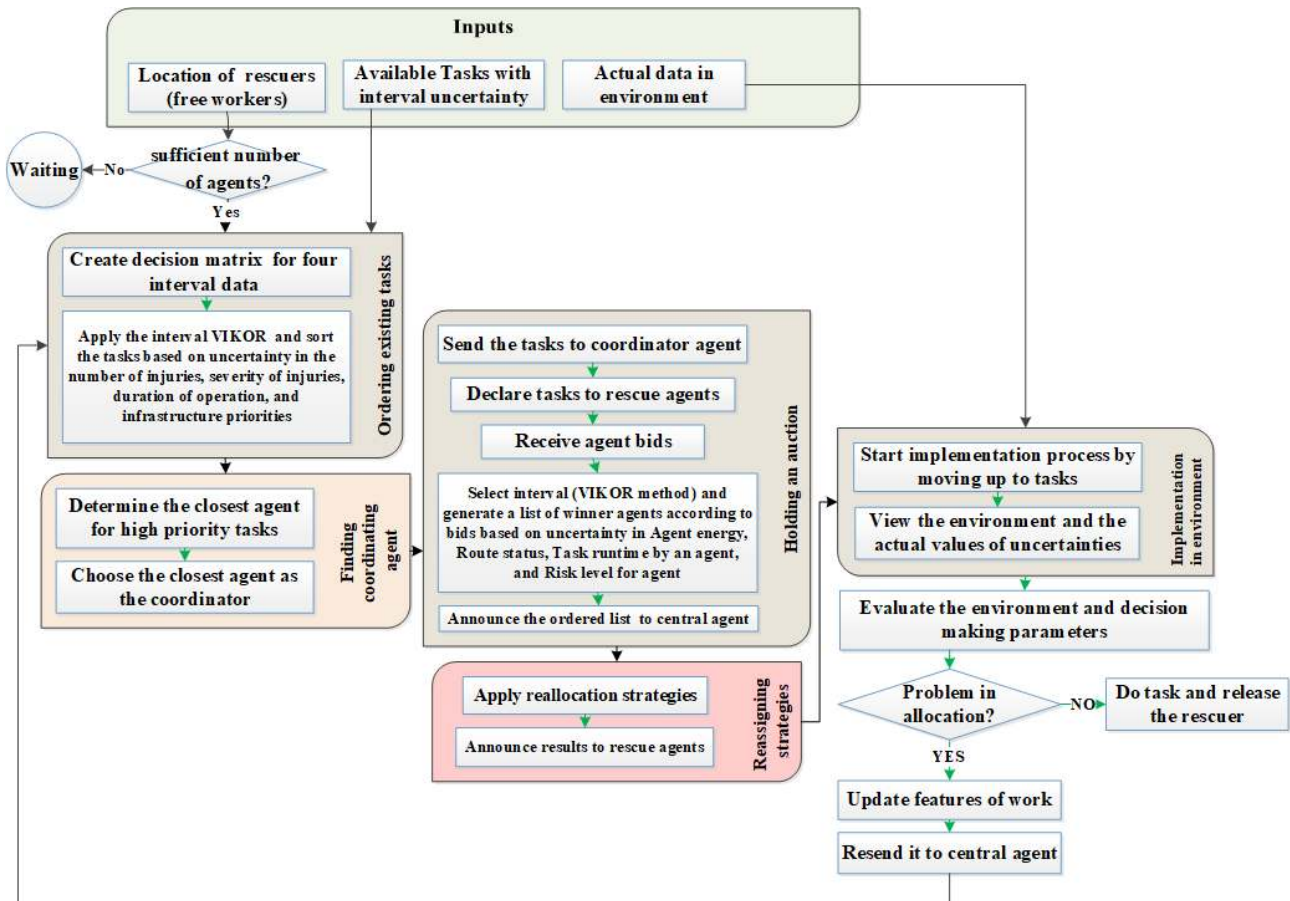 Inputs
Location of rescuers
(free workers)
Available Tasks with
interval uncertainty
Actual data in
environment
sufficient number
of agents?
No
Waiting
Yes
Create decision matrix for four
interval data
Apply the interval VIKOR and sort
the tasks based on uncertainty in the
number of injuries, severity of injuries,
duration of operation, and
infrastructure priorities
Ordering existing tasks
Determine the closest agent
for high priority tasks
Choose the closest agent as
the coordinator
Finding
coordinating
agent
Send the tasks to coordinator agent
Declare tasks to rescue agents
Receive agent bids
Select interval (VIKOR method) and
generate a list of winner agents according to
bids based on uncertainty in Agent energy,
Route status, Task runtime by an agent,
and Risk level for agent
Announce the ordered list to central agent
Holding an auction
Apply reallocation strategies
Announce results to rescue agents
Reassigning
strategies
Start implementation process by
moving up to tasks
View the environment and the
actual values of uncertainties
Implementation
in environment
Evaluate the environment and decision
making parameters
Problem in
allocation?
NO
Do task and release
the rescuer
YES
Update features of work
Resend it to central agent